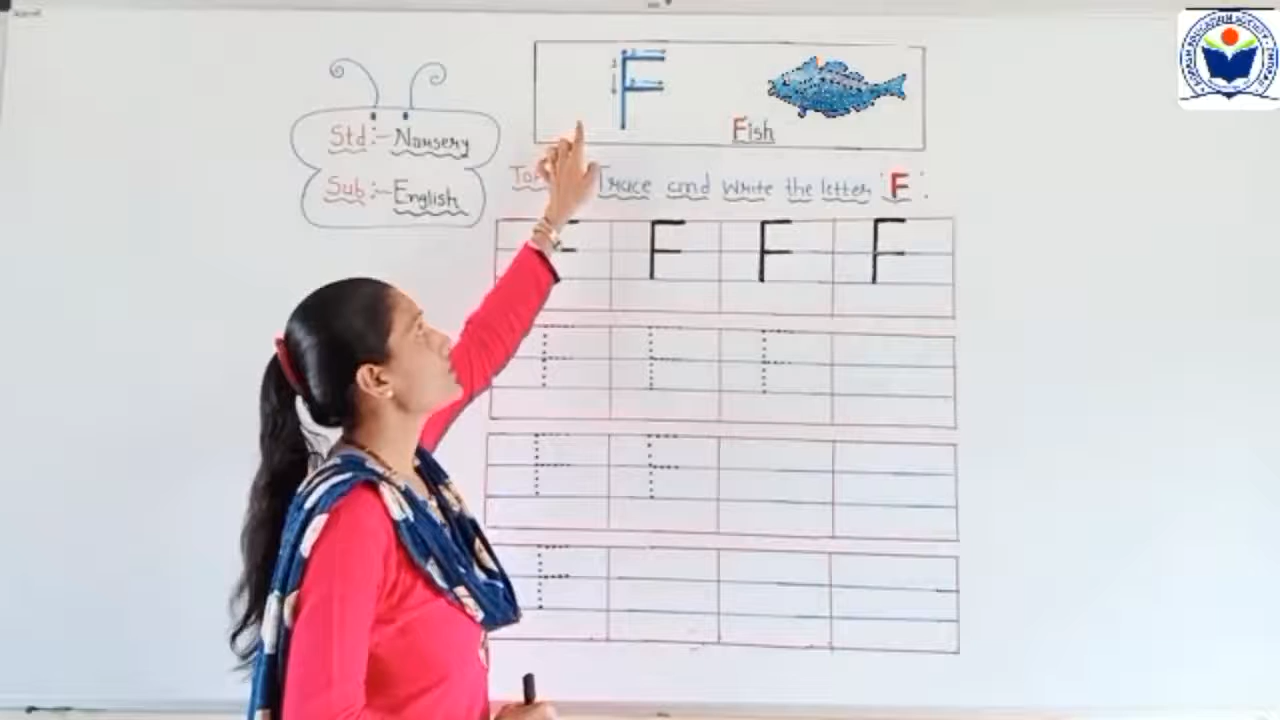 Std:- Nursery
Sub:- English
F
Fish
Trace and write the letter 'F'.
F F F F
F F F
F F
F